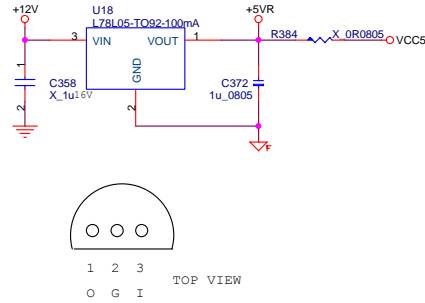 +12V
U18
L78L05-TO92-100mA
+5VR
3
VIN
VOUT
1
R384
X_0R0805
VCC5
GND
1
2
C358
X_1u16V
2
C372
1u_0805
F
1 2 3
TOP VIEW
O G I